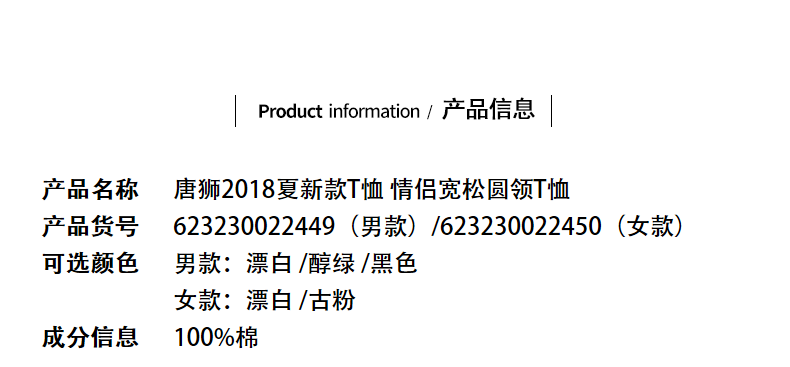 Product information / 产品信息
产品名称 唐狮2018夏新款T恤 情侣宽松圆领T恤
产品货号 623230022449（男款）/623230022450（女款）
可选颜色 男款：漂白 /醇绿 /黑色
女款：漂白 /古粉
成分信息 100%棉